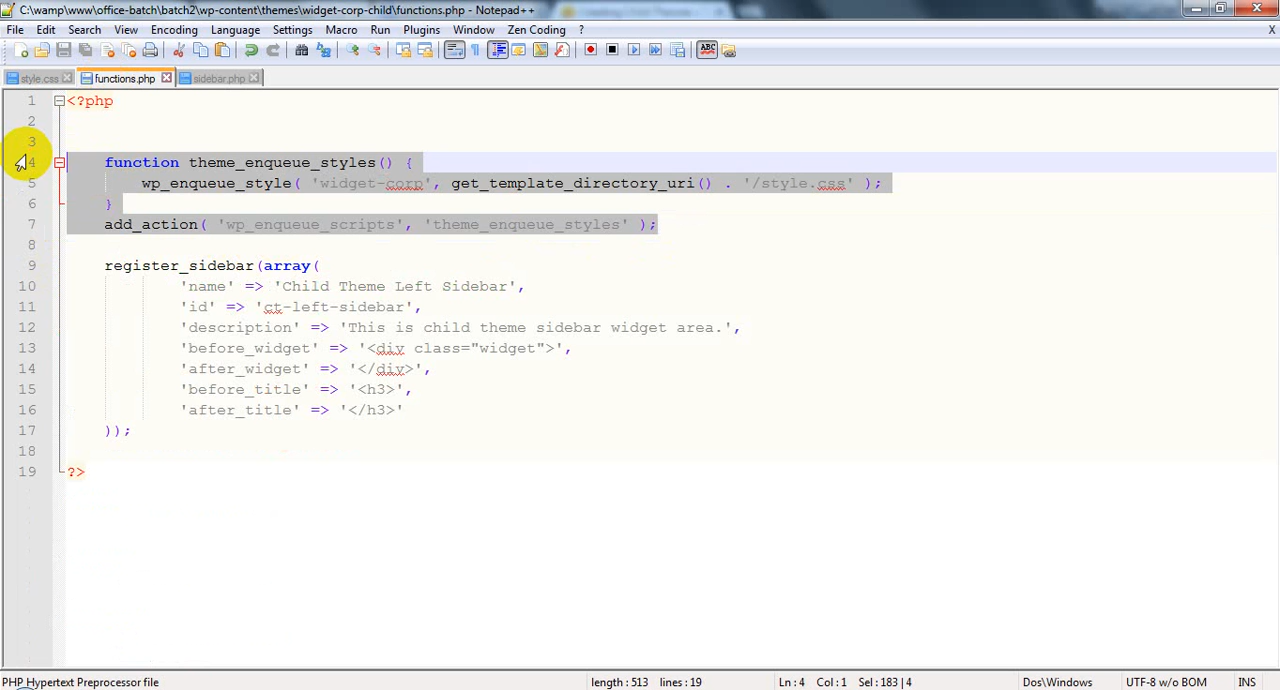 C:\wamp\www\office-batch\batch2\wp-content\themes\widget-corp-child\functions.php - Notepad++
File Edit Search View Encoding Language Settings Macro Run Plugins Window Zen Coding ? X
style.css functions.php sidebar.php
1 <?php
2
3
4 function theme_enqueue_styles() {
5 wp_enqueue_style( 'widget-corp', get_template_directory_uri() . '/style.css' );
6 }
7 add_action( 'wp_enqueue_scripts', 'theme_enqueue_styles' );
8
9 register_sidebar(array(
10 'name' => 'Child Theme Left Sidebar',
11 'id' => 'ct-left-sidebar',
12 'description' => 'This is child theme sidebar widget area.',
13 'before_widget' => '<div class="widget">',
14 'after_widget' => '</div>',
15 'before_title' => '<h3>',
16 'after_title' => '</h3>'
17 ));
18
19 ?>
PHP Hypertext Preprocessor file length : 513 lines : 19 Ln : 4 Col : 1 Sel : 183 | 4 Dos\Windows UTF-8 w/o BOM INS